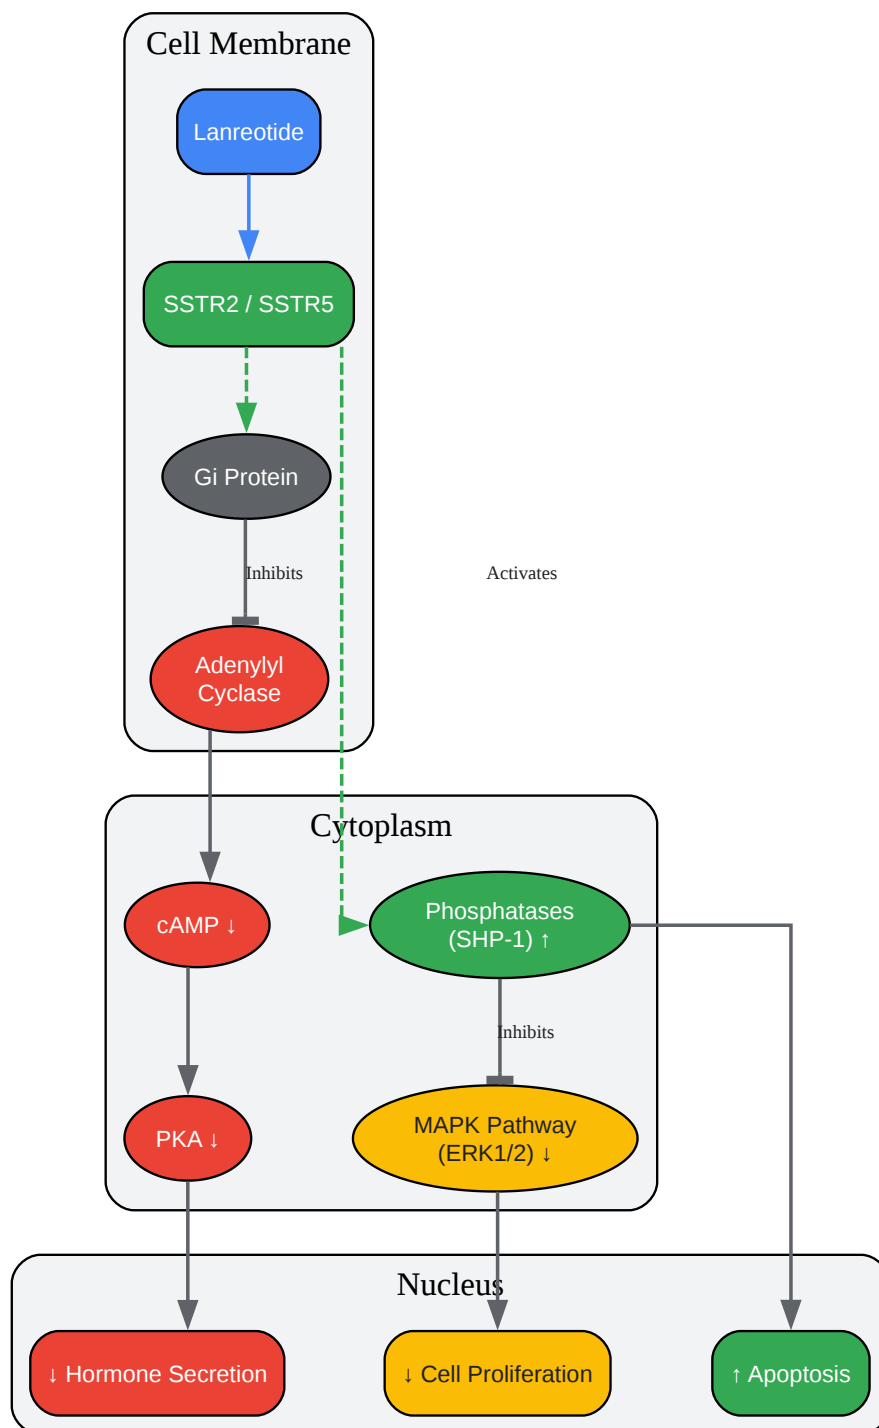 Cell Membrane
Lanreotide
SSTR2 / SSTR5
Gi Protein
Inhibits
Activates
Adenylyl
Cyclase
Cytoplasm
cAMP ↓
Phosphatases
(SHP-1) ↑
Inhibits
PKA ↓
MAPK Pathway
(ERK1/2) ↓
Nucleus
↓ Hormone Secretion
↓ Cell Proliferation
↑ Apoptosis